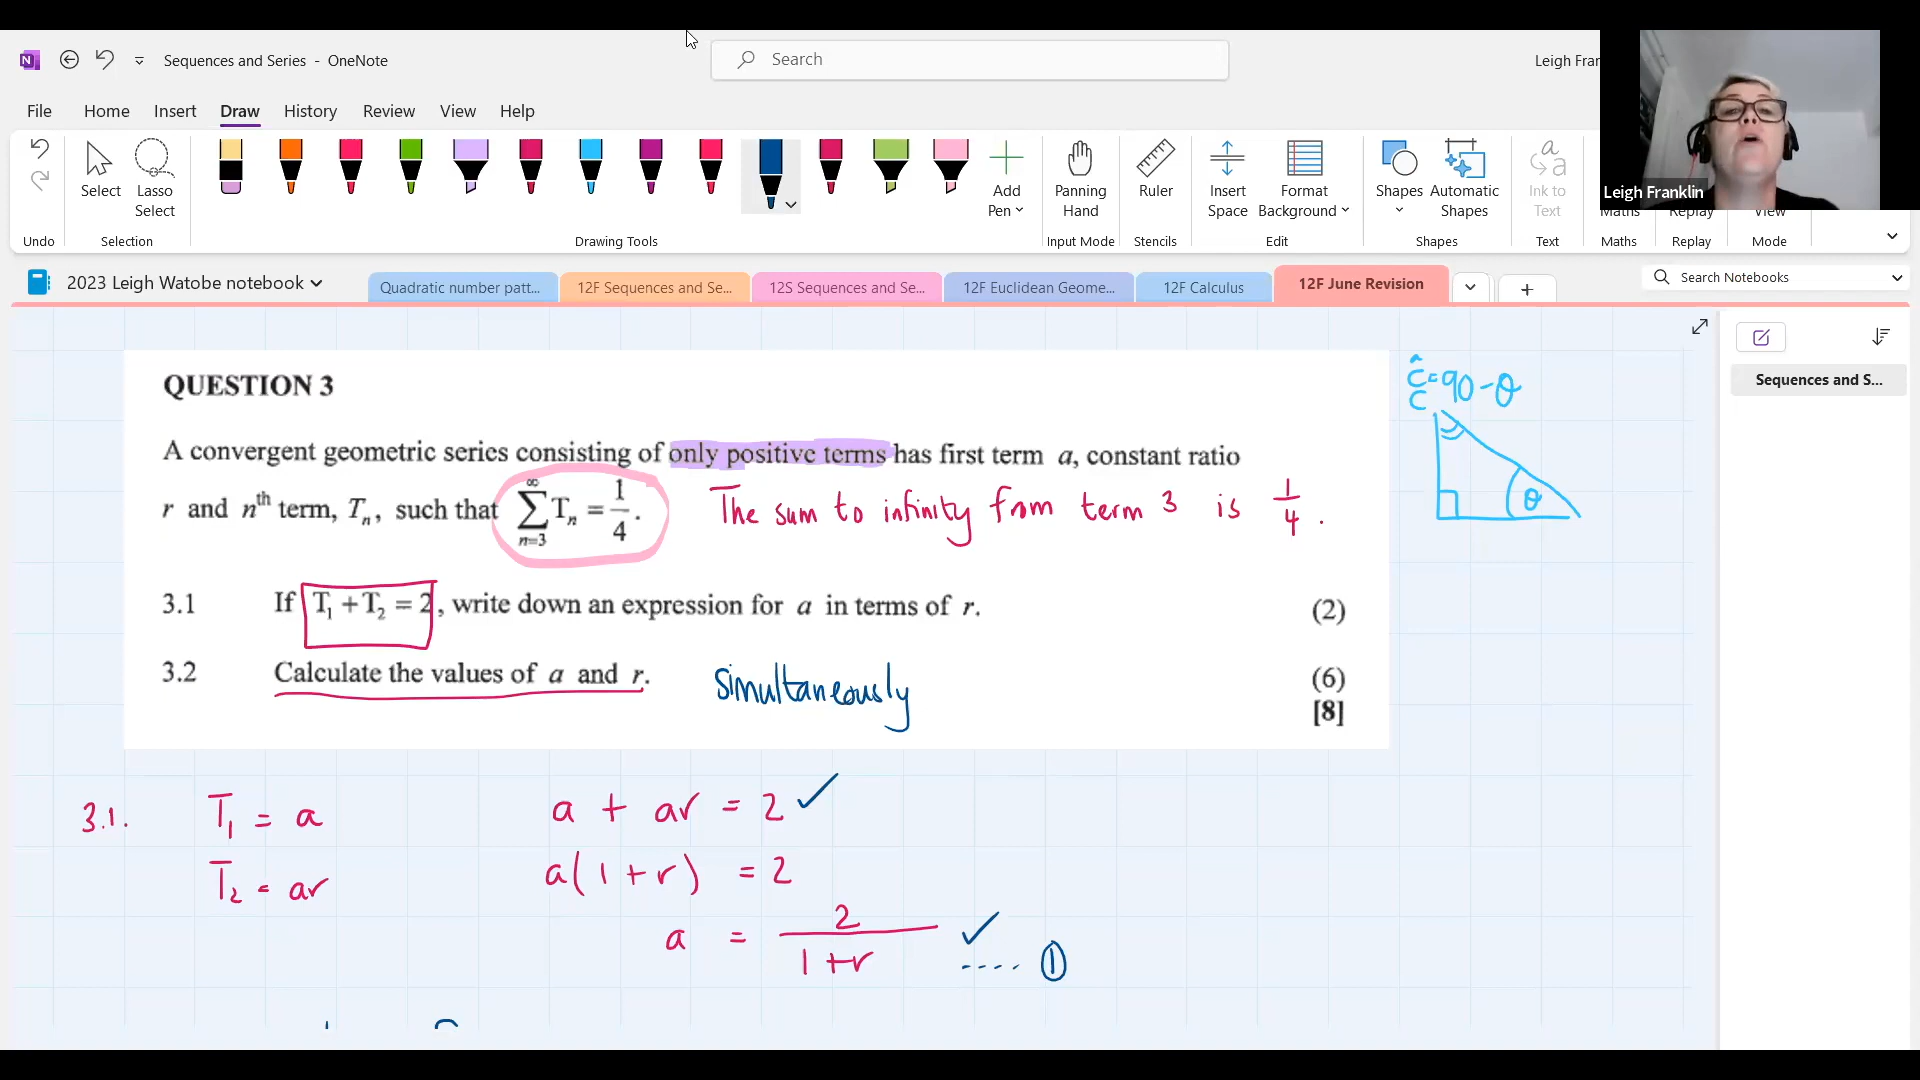 Sequences and Series - OneNote
Search
Leigh Fran
File Home Insert Draw History Review View Help
Select
Lasso Select
Add Pen
Panning Hand
Ruler
Insert Space
Format Background
Shapes
Automatic Shapes
Ink to Text
Maths
Replay
View
Leigh Franklin
Undo Selection Drawing Tools Input Mode Stencils Edit Shapes Text Maths Replay Mode
2023 Leigh Watobe notebook
Quadratic number patt...
12F Sequences and Se...
12S Sequences and Se...
12F Euclidean Geome...
12F Calculus
12F June Revision
Search Notebooks
Sequences and S...
QUESTION 3
A convergent geometric series consisting of only positive terms has first term a, constant ratio
r and nth term, Tn, such that ∑ n=3 ∞ Tn = 1/4.
The sum to infinity from term 3 is 1/4.
3.1 If T1 + T2 = 2, write down an expression for a in terms of r. (2)
3.2 Calculate the values of a and r. (6)
simultaneously
[8]
Ĉ = 90 - θ
C
θ
3.1. T1 = a
a + ar = 2 ✓
T2 = ar
a(1 + r) = 2
a = 2/(1 + r) ✓ .... ①